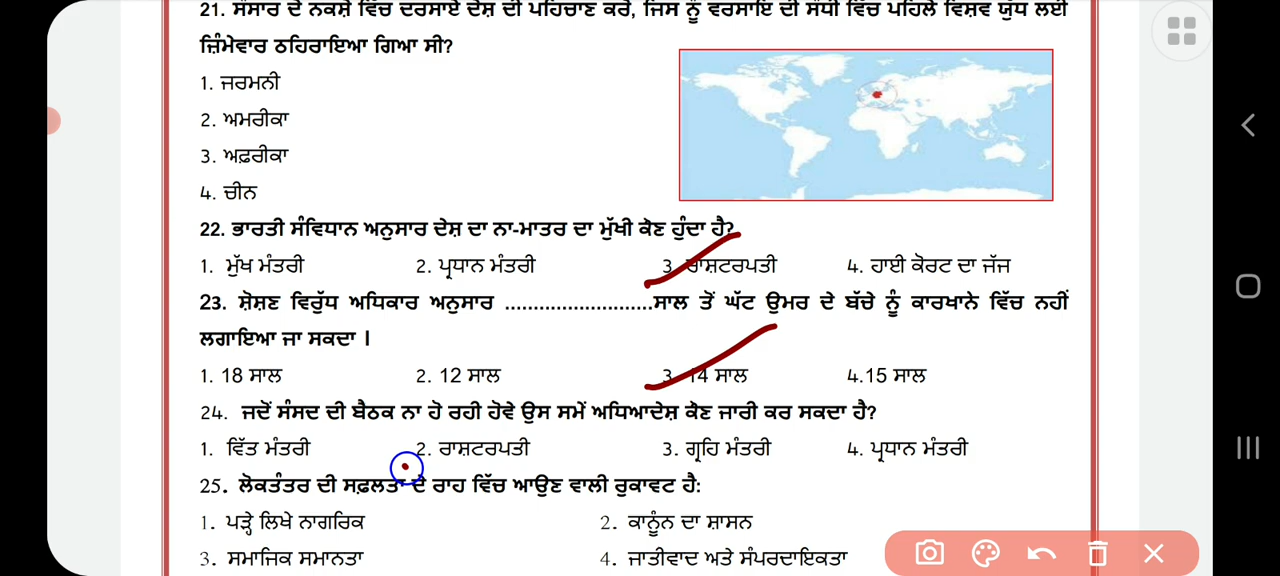 21. ਸੰਸਾਰ ਦੇ ਨਕਸ਼ੇ ਵਿੱਚ ਦਰਸਾਏ ਦੇਸ਼ ਦੀ ਪਹਿਚਾਣ ਕਰੋ, ਜਿਸ ਨੂੰ ਵਰਸਾਇ ਦੀ ਸੰਧੀ ਵਿੱਚ ਪਹਿਲੇ ਵਿਸ਼ਵ ਯੁੱਧ ਲਈ
ਜ਼ਿੰਮੇਵਾਰ ਠਹਿਰਾਇਆ ਗਿਆ ਸੀ?
1. ਜਰਮਨੀ
2. ਅਮਰੀਕਾ
3. ਅਫ਼ਰੀਕਾ
4. ਚੀਨ
22. ਭਾਰਤੀ ਸੰਵਿਧਾਨ ਅਨੁਸਾਰ ਦੇਸ਼ ਦਾ ਨਾ-ਮਾਤਰ ਦਾ ਮੁੱਖੀ ਕੋਣ ਹੁੰਦਾ ਹੈ?
1. ਮੁੱਖ ਮੰਤਰੀ 2. ਪ੍ਰਧਾਨ ਮੰਤਰੀ 3. ਰਾਸ਼ਟਰਪਤੀ 4. ਹਾਈ ਕੋਰਟ ਦਾ ਜੱਜ
23. ਸ਼ੋਸ਼ਣ ਵਿਰੁੱਧ ਅਧਿਕਾਰ ਅਨੁਸਾਰ .........................ਸਾਲ ਤੋਂ ਘੱਟ ਉਮਰ ਦੇ ਬੱਚੇ ਨੂੰ ਕਾਰਖਾਨੇ ਵਿੱਚ ਨਹੀਂ
ਲਗਾਇਆ ਜਾ ਸਕਦਾ ।
1. 18 ਸਾਲ 2. 12 ਸਾਲ 3. 14 ਸਾਲ 4.15 ਸਾਲ
24. ਜਦੋਂ ਸੰਸਦ ਦੀ ਬੈਠਕ ਨਾ ਹੋ ਰਹੀ ਹੋਵੇ ਉਸ ਸਮੇਂ ਅਧਿਆਦੇਸ਼ ਕੋਣ ਜਾਰੀ ਕਰ ਸਕਦਾ ਹੈ?
1. ਵਿੱਤ ਮੰਤਰੀ 2. ਰਾਸ਼ਟਰਪਤੀ 3. ਗ੍ਰਹਿ ਮੰਤਰੀ 4. ਪ੍ਰਧਾਨ ਮੰਤਰੀ
25. ਲੋਕਤੰਤਰ ਦੀ ਸਫ਼ਲਤਾ ਦੇ ਰਾਹ ਵਿੱਚ ਆਉਣ ਵਾਲੀ ਰੁਕਾਵਟ ਹੈ:
1. ਪੜ੍ਹੇ ਲਿਖੇ ਨਾਗਰਿਕ 2. ਕਾਨੂੰਨ ਦਾ ਸ਼ਾਸਨ
3. ਸਮਾਜਿਕ ਸਮਾਨਤਾ 4. ਜਾਤੀਵਾਦ ਅਤੇ ਸੰਪਰਦਾਇਕਤਾ